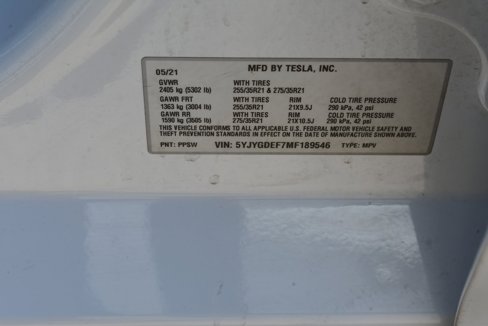 05/21 MFD BY TESLA, INC.
GVWR WITH TIRES
2405 kg (5302 lb) 255/35R21 & 275/35R21
GAWR FRT WITH TIRES RIM COLD TIRE PRESSURE
1363 kg (3004 lb) 255/35R21 21X9.5J 290 kPa, 42 psi
GAWR RR WITH TIRES RIM COLD TIRE PRESSURE
1590 kg (3505 lb) 275/35R21 21X10.5J 290 kPa, 42 psi
THIS VEHICLE CONFORMS TO ALL APPLICABLE U.S. FEDERAL MOTOR VEHICLE SAFETY AND
THEFT PREVENTION STANDARDS IN EFFECT ON THE DATE OF MANUFACTURE SHOWN ABOVE.
PNT: PPSW VIN: 5YJYGDEF7MF189546 TYPE: MPV